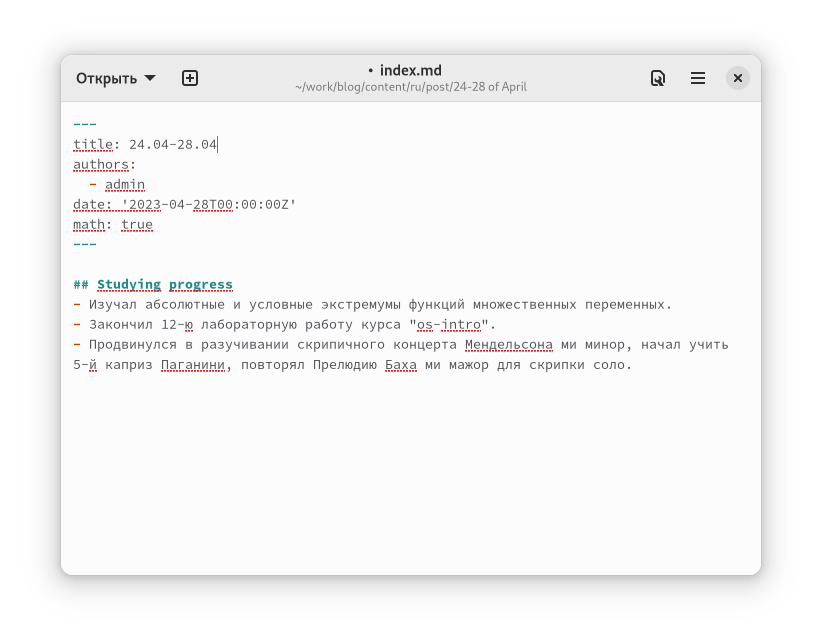 Открыть
• index.md
~/work/blog/content/ru/post/24-28 of April
---
title: 24.04-28.04
authors:
  - admin
date: '2023-04-28T00:00:00Z'
math: true
---
## Studying progress
- Изучал абсолютные и условные экстремумы функций множественных переменных.
- Закончил 12-ю лабораторную работу курса "os-intro".
- Продвинулся в разучивании скрипичного концерта Мендельсона ми минор, начал учить
5-й каприз Паганини, повторял Прелюдию Баха ми мажор для скрипки соло.